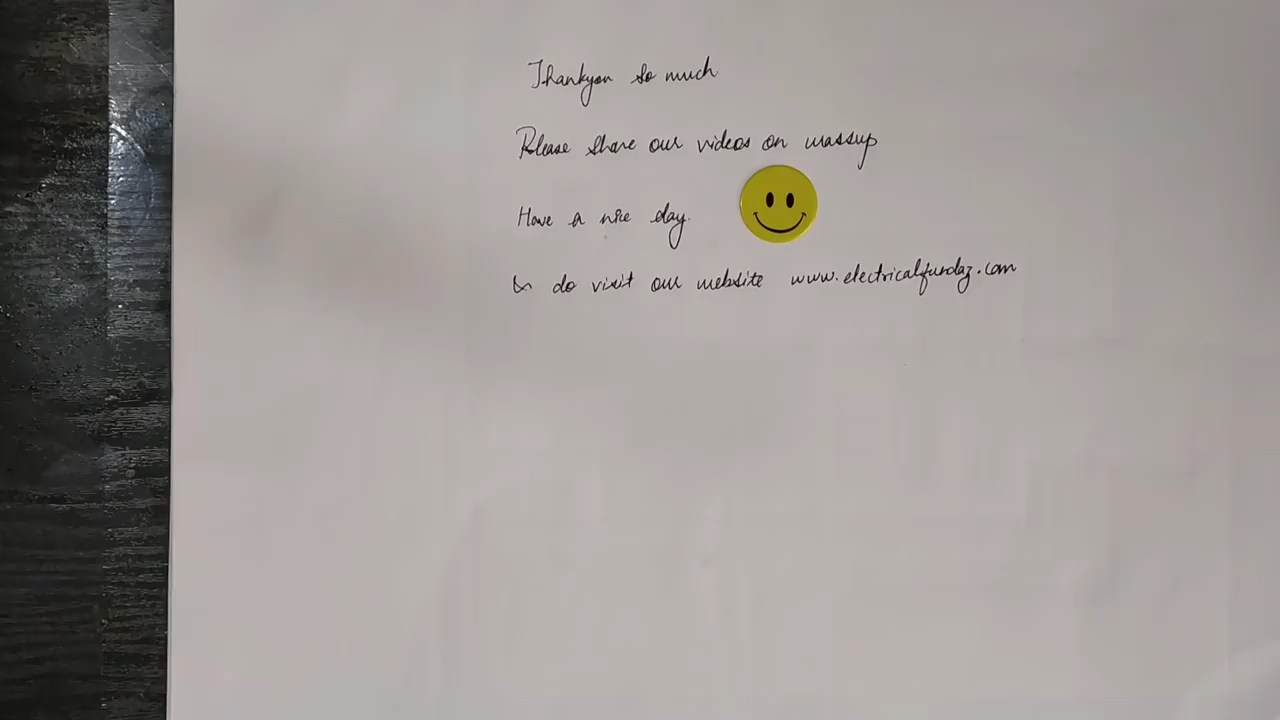 Thankyou so much
Please share our videos on wassup
Have a nice day.
& do visit our website www.electricalfundaz.com